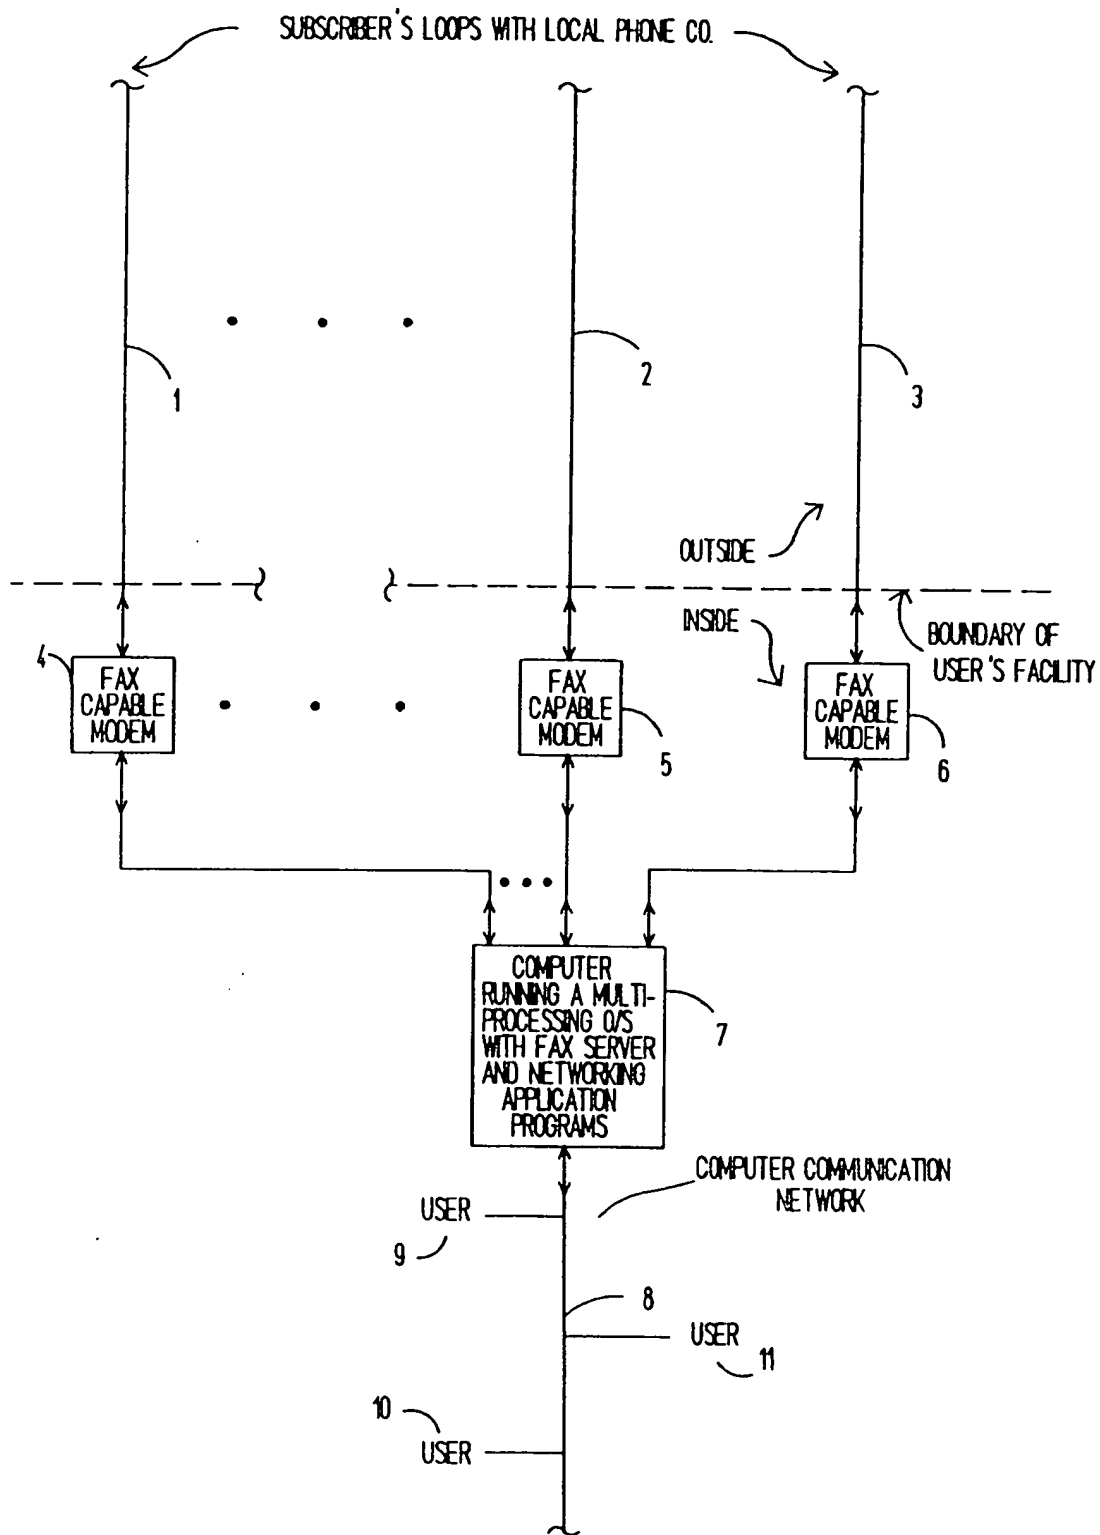 SUBSCRIBER'S LOOPS WITH LOCAL PHONE CO.
1
2
3
OUTSIDE
INSIDE
BOUNDARY OF
USER'S FACILITY
4
FAX
CAPABLE
MODEM
FAX
CAPABLE
MODEM
5
FAX
CAPABLE
MODEM
6
COMPUTER
RUNNING A MULTI-
PROCESSING O/S
WITH FAX SERVER
AND NETWORKING
APPLICATION
PROGRAMS
7
COMPUTER COMMUNICATION
NETWORK
USER
9
8
USER
11
10
USER